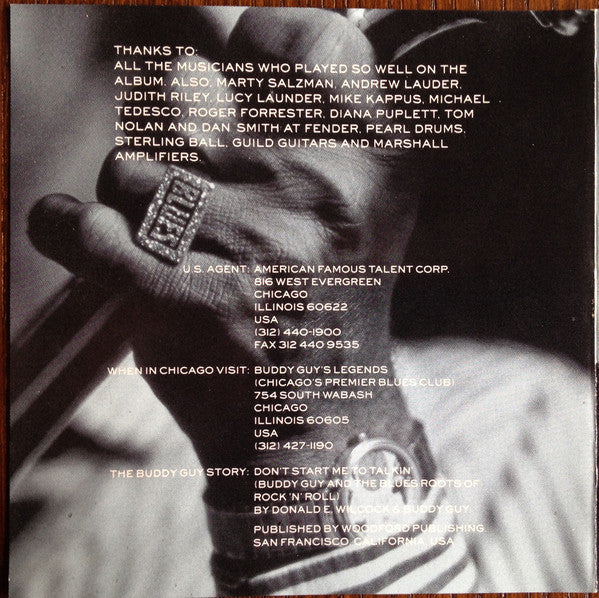 THANKS TO:
ALL THE MUSICIANS WHO PLAYED SO WELL ON THE
ALBUM. ALSO, MARTY SALZMAN, ANDREW LAUDER,
JUDITH RILEY, LUCY LAUNDER, MIKE KAPPUS, MICHAEL
TEDESCO, ROGER FORRESTER, DIANA PUPLETT, TOM
NOLAN AND DAN SMITH AT FENDER, PEARL DRUMS,
STERLING BALL, GUILD GUITARS AND MARSHALL
AMPLIFIERS.
BLUES
U.S. AGENT: AMERICAN FAMOUS TALENT CORP.
816 WEST EVERGREEN
CHICAGO
ILLINOIS 60622
USA
(312) 440-1900
FAX 312 440 9535
WHEN IN CHICAGO VISIT: BUDDY GUY'S LEGENDS
(CHICAGO'S PREMIER BLUES CLUB)
754 SOUTH WABASH
CHICAGO
ILLINOIS 60605
USA
(312) 427-1190
THE BUDDY GUY STORY: DON'T START ME TO TALKIN'
(BUDDY GUY AND THE BLUES ROOTS OF
ROCK 'N' ROLL)
BY DONALD E. WILCOCK & BUDDY GUY.
PUBLISHED BY WOODFORD PUBLISHING.
SAN FRANCISCO, CALIFORNIA, USA